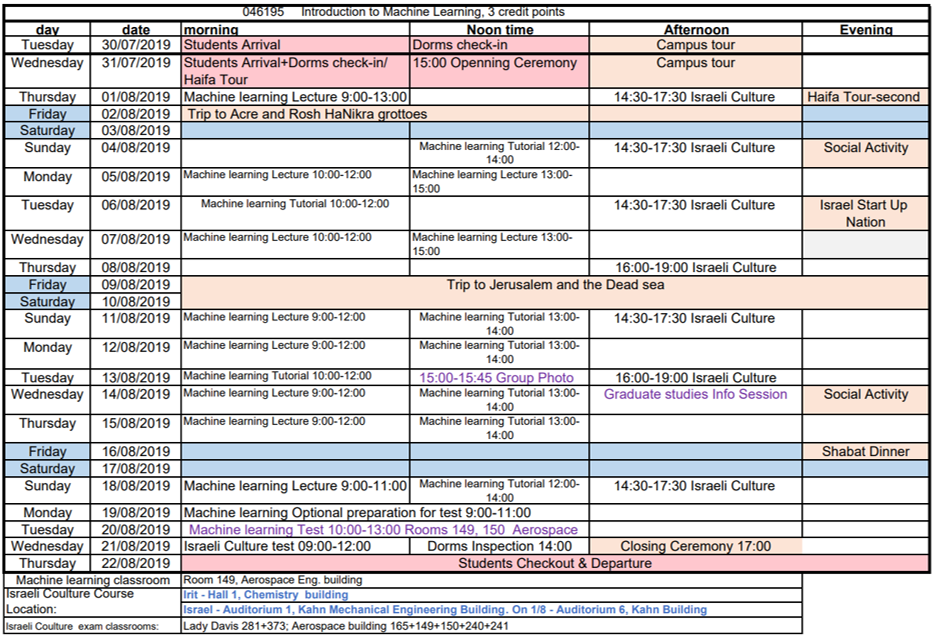 046195 Introduction to Machine Learning, 3 credit points
day date morning Noon time Afternoon Evening
Tuesday 30/07/2019 Students Arrival Dorms check-in Campus tour
Wednesday 31/07/2019 Students Arrival+Dorms check-in/ 15:00 Openning Ceremony Campus tour
Haifa Tour
Thursday 01/08/2019 Machine learning Lecture 9:00-13:00 14:30-17:30 Israeli Culture Haifa Tour-second
Friday 02/08/2019 Trip to Acre and Rosh HaNikra grottoes
Saturday 03/08/2019
Sunday 04/08/2019 Machine learning Tutorial 12:00- 14:30-17:30 Israeli Culture Social Activity
14:00
Monday 05/08/2019 Machine learning Lecture 10:00-12:00 Machine learning Lecture 13:00-
15:00
Tuesday 06/08/2019 Machine learning Tutorial 10:00-12:00 14:30-17:30 Israeli Culture Israel Start Up
Nation
Wednesday 07/08/2019 Machine learning Lecture 10:00-12:00 Machine learning Lecture 13:00-
15:00
Thursday 08/08/2019 16:00-19:00 Israeli Culture
Friday 09/08/2019 Trip to Jerusalem and the Dead sea
Saturday 10/08/2019
Sunday 11/08/2019 Machine learning Lecture 9:00-12:00 Machine learning Tutorial 13:00- 14:30-17:30 Israeli Culture
14:00
Monday 12/08/2019 Machine learning Lecture 9:00-12:00 Machine learning Tutorial 13:00-
14:00
Tuesday 13/08/2019 Machine learning Tutorial 10:00-12:00 15:00-15:45 Group Photo 16:00-19:00 Israeli Culture
Wednesday 14/08/2019 Machine learning Lecture 9:00-12:00 Machine learning Tutorial 13:00- Graduate studies Info Session Social Activity
14:00
Thursday 15/08/2019 Machine learning Lecture 9:00-12:00 Machine learning Tutorial 13:00-
14:00
Friday 16/08/2019 Shabat Dinner
Saturday 17/08/2019
Sunday 18/08/2019 Machine learning Lecture 9:00-11:00 Machine learning Tutorial 12:00- 14:30-17:30 Israeli Culture
14:00
Monday 19/08/2019 Machine learning Optional preparation for test 9:00-11:00
Tuesday 20/08/2019 Machine learning Test 10:00-13:00 Rooms 149, 150 Aerospace
Wednesday 21/08/2019 Israeli Culture test 09:00-12:00 Dorms Inspection 14:00 Closing Ceremony 17:00
Thursday 22/08/2019 Students Checkout & Departure
Machine learning classroom Room 149, Aerospace Eng. building
Israeli Coulture Course Irit - Hall 1, Chemistry building
Location: Israel - Auditorium 1, Kahn Mechanical Engineering Building. On 1/8 - Auditorium 6, Kahn Building
Israeli Coulture exam classrooms: Lady Davis 281+373; Aerospace building 165+149+150+240+241